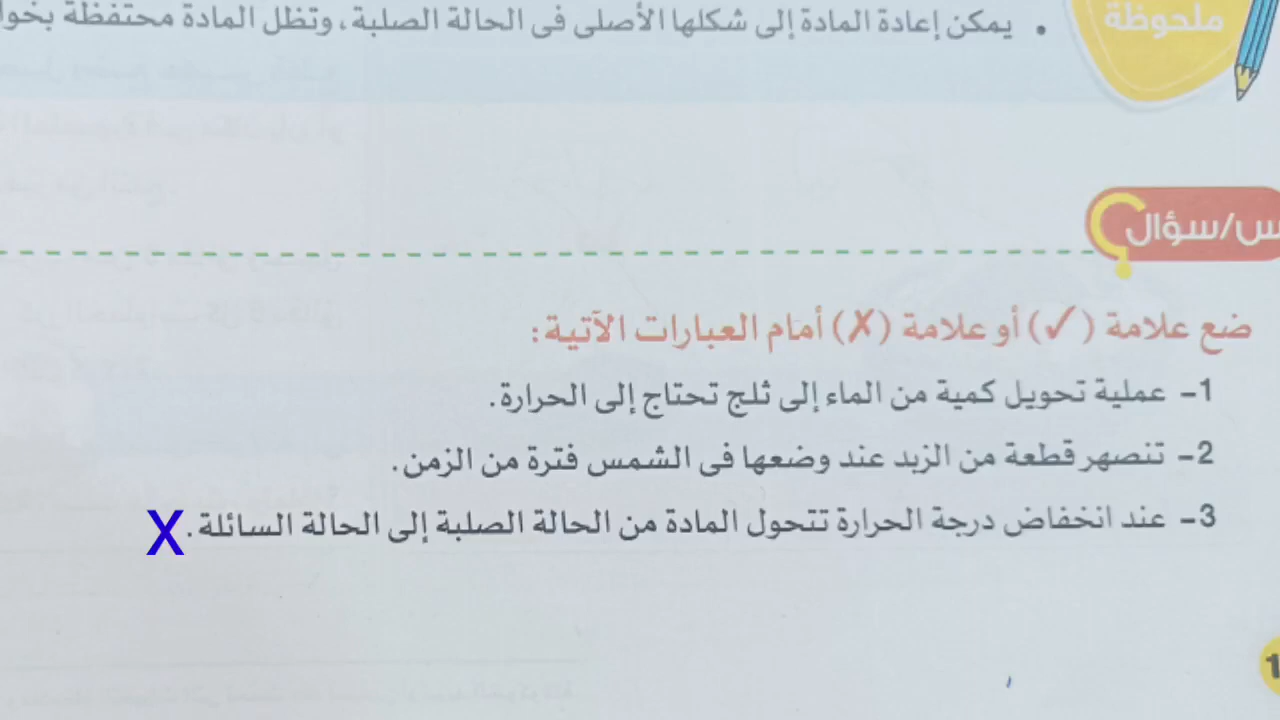 ملحوظة
• يمكن إعادة المادة إلى شكلها الأصلى فى الحالة الصلبة، وتظل المادة محتفظة
س/سؤال
ضع علامة (✓) أو علامة (✗) أمام العبارات الآتية:
1- عملية تحويل كمية من الماء إلى ثلج تحتاج إلى الحرارة.
2- تنصهر قطعة من الزبد عند وضعها فى الشمس فترة من الزمن.
3- عند انخفاض درجة الحرارة تتحول المادة من الحالة الصلبة إلى الحالة السائلة. X